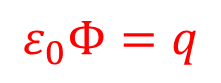 ε₀Φ = q